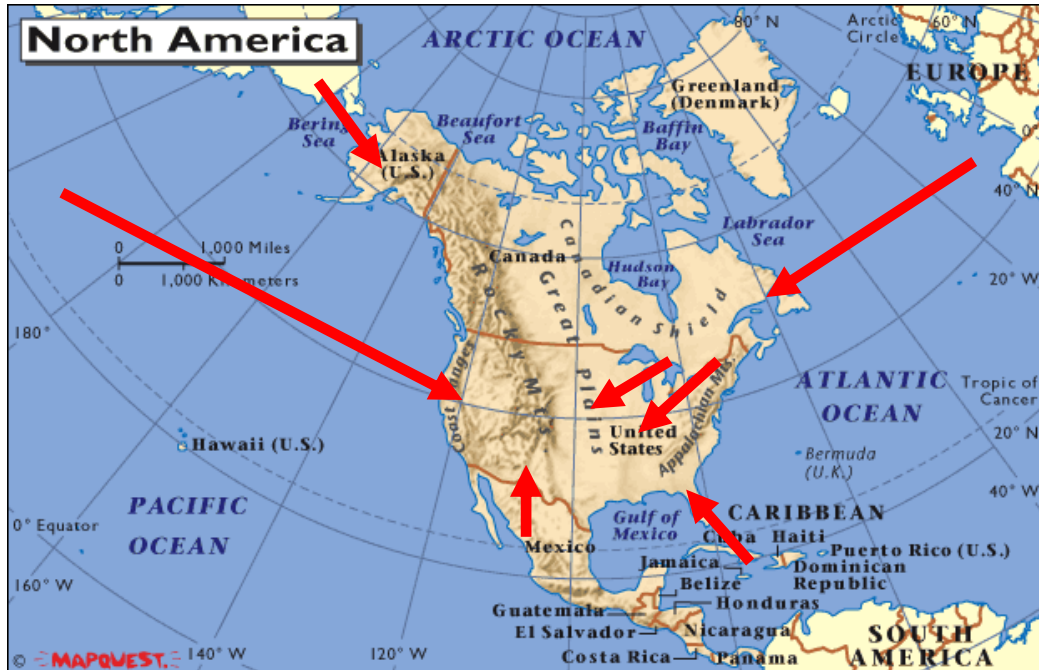 North America
ARCTIC OCEAN
80° N
Arctic
Circle
60° N
EUROPE
Greenland
(Denmark)
0°
Bering
Sea
Beaufort
Sea
Baffin
Bay
Alaska
(U.S.)
40° N
Labrador
Sea
0
1,000 Miles
0
1,000 Kilometers
Canada
Hudson
Bay
Canadian Shield
20° W
180°
Rocky Mts.
Great Plains
Coast Ranges
Appalachian Mts.
ATLANTIC
OCEAN
Tropic of
Cancer
Hawaii (U.S.)
United
States
20° N
Bermuda
(U.K.)
40° W
PACIFIC
OCEAN
0° Equator
Gulf of
Mexico
CARIBBEAN
Mexico
Cuba
Haiti
Puerto Rico (U.S.)
Jamaica
Dominican
Republic
Belize
160° W
Guatemala
Honduras
El Salvador
Nicaragua
SOUTH
AMERICA
140° W
120° W
Costa Rica
Panama
© MAPQUEST.